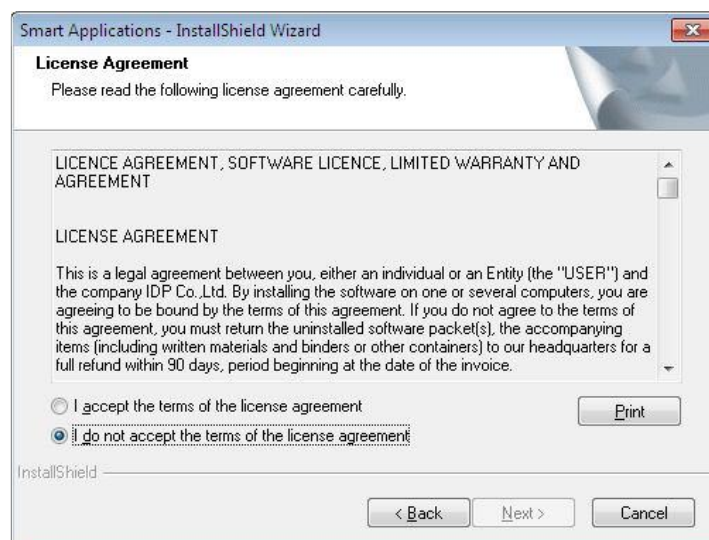 Smart Applications - InstallShield Wizard
License Agreement
Please read the following license agreement carefully.
LICENCE AGREEMENT, SOFTWARE LICENCE, LIMITED WARRANTY AND
AGREEMENT
LICENSE AGREEMENT
This is a legal agreement between you, either an individual or an Entity (the "USER") and
the company IDP Co.,Ltd. By installing the software on one or several computers, you are
agreeing to be bound by the terms of this agreement. If you do not agree to the terms of
this agreement, you must return the uninstalled software packet(s), the accompanying
items (including written materials and binders or other containers) to our headquarters for a
full refund within 90 days, period beginning at the date of the invoice.
I accept the terms of the license agreement
Print
I do not accept the terms of the license agreement
InstallShield
< Back
Next >
Cancel